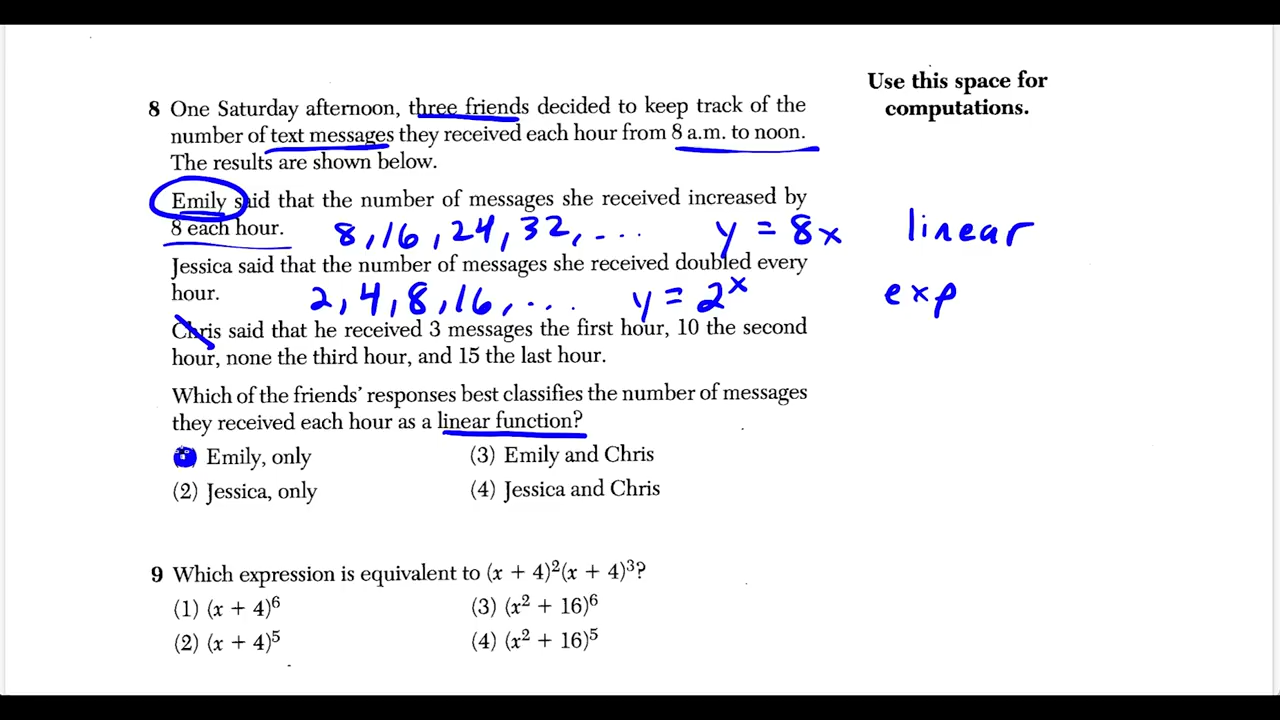 Use this space for
computations.
8 One Saturday afternoon, three friends decided to keep track of the
number of text messages they received each hour from 8 a.m. to noon.
The results are shown below.
Emily said that the number of messages she received increased by
8 each hour. 8, 16, 24, 32, ... y = 8x linear
Jessica said that the number of messages she received doubled every
hour. 2, 4, 8, 16, ... y = 2^x exp
Chris said that he received 3 messages the first hour, 10 the second
hour, none the third hour, and 15 the last hour.
Which of the friends' responses best classifies the number of messages
they received each hour as a linear function?
Emily, only (3) Emily and Chris
(2) Jessica, only (4) Jessica and Chris
9 Which expression is equivalent to (x + 4)²(x + 4)³?
(1) (x + 4)⁶ (3) (x² + 16)⁶
(2) (x + 4)⁵ (4) (x² + 16)⁵